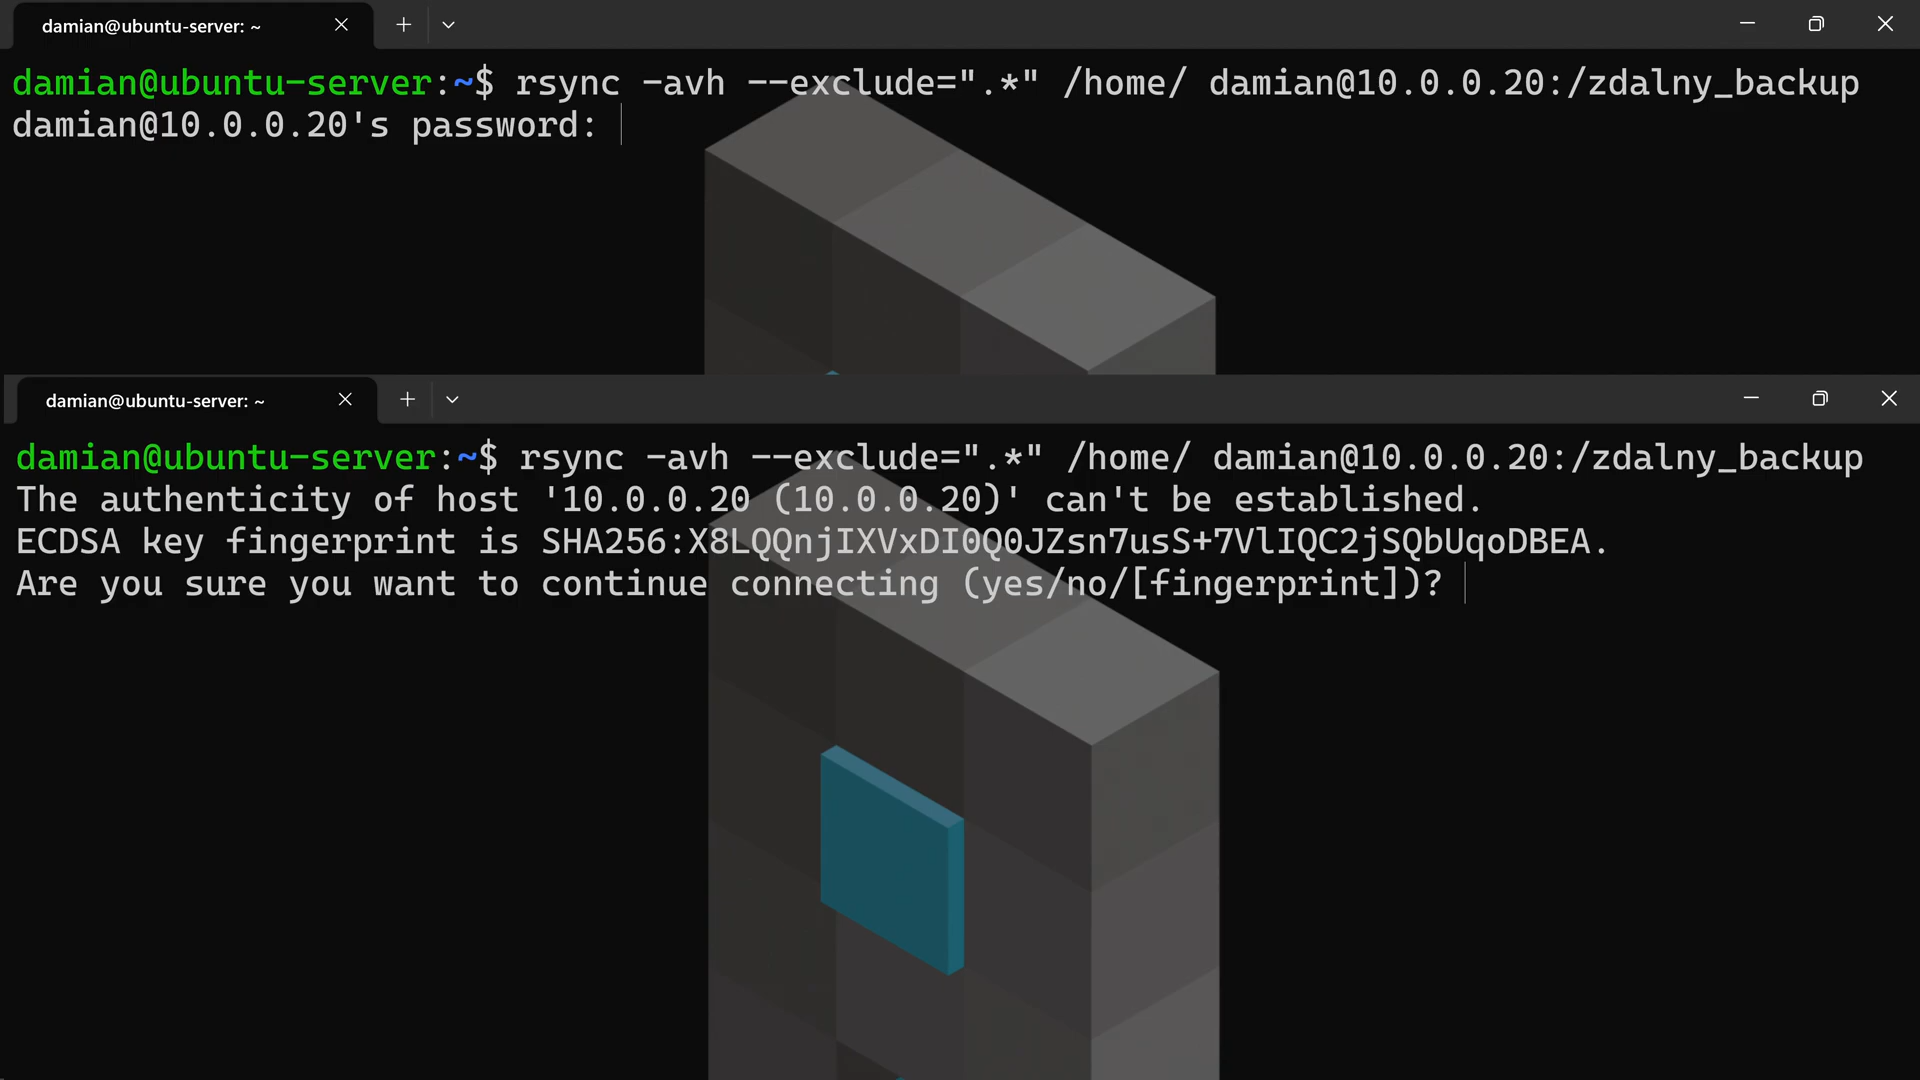 damian@ubuntu-server: ~
damian@ubuntu-server:~$ rsync -avh --exclude=".*" /home/ damian@10.0.0.20:/zdalny_backup
damian@10.0.0.20's password:
damian@ubuntu-server: ~
damian@ubuntu-server:~$ rsync -avh --exclude=".*" /home/ damian@10.0.0.20:/zdalny_backup
The authenticity of host '10.0.0.20 (10.0.0.20)' can't be established.
ECDSA key fingerprint is SHA256:X8LQQnjIXVxDI0Q0JZsn7usS+7VlIQC2jSQbUqoDBEA.
Are you sure you want to continue connecting (yes/no/[fingerprint])?